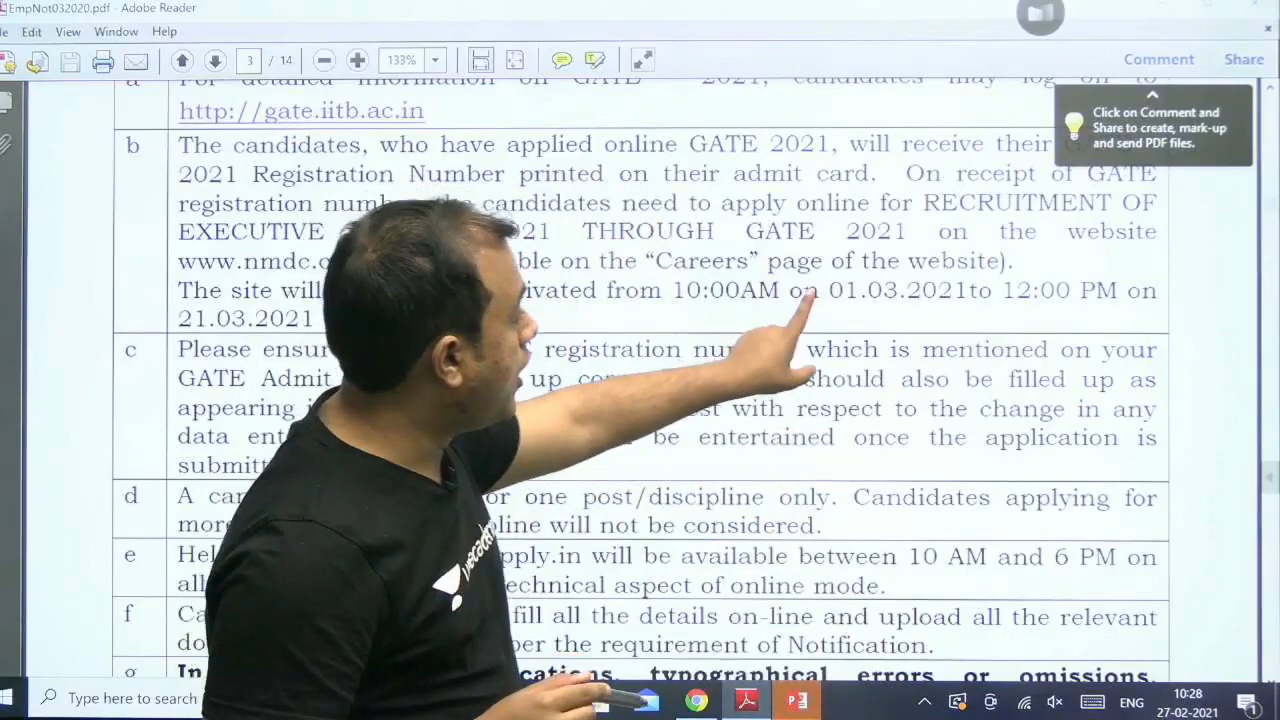 EmpNot032020.pdf - Adobe Reader
Edit View Window Help
3 / 14 133% Comment Share
a For detailed information on GATE 2021, candidates may log on to
http://gate.iitb.ac.in
Click on Comment and
Share to create, mark-up
and send PDF files.
b The candidates, who have applied online GATE 2021, will receive their
2021 Registration Number printed on their admit card. On receipt of GATE
registration candidates need to apply online for RECRUITMENT OF
EXECUTIVE 21 THROUGH GATE 2021 on the website
www.nmdc. on the “Careers” page of the website).
The site will from 10:00AM on 01.03.2021to 12:00 PM on
21.03.2021
c Please registration which is mentioned on your
GATE Admit up should also be filled up as
appearing with respect to the change in any
data be entertained once the application is
d A or one post/discipline only. Candidates applying for
will not be considered.
e pply.in will be available between 10 AM and 6 PM on
technical aspect of online mode.
f fill all the details on-line and upload all the relevant
per the requirement of Notification.
g In typographical errors or omissions,
unacademy
Type here to search
ENG
10:28
27-02-2021
1